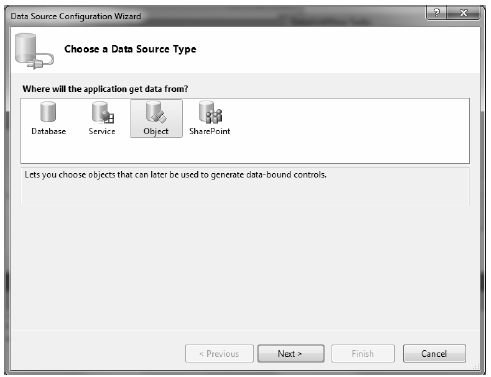 Data Source Configuration Wizard
Choose a Data Source Type
Where will the application get data from?
Database Service Object SharePoint
Lets you choose objects that can later be used to generate data-bound controls.
< Previous Next > Finish Cancel